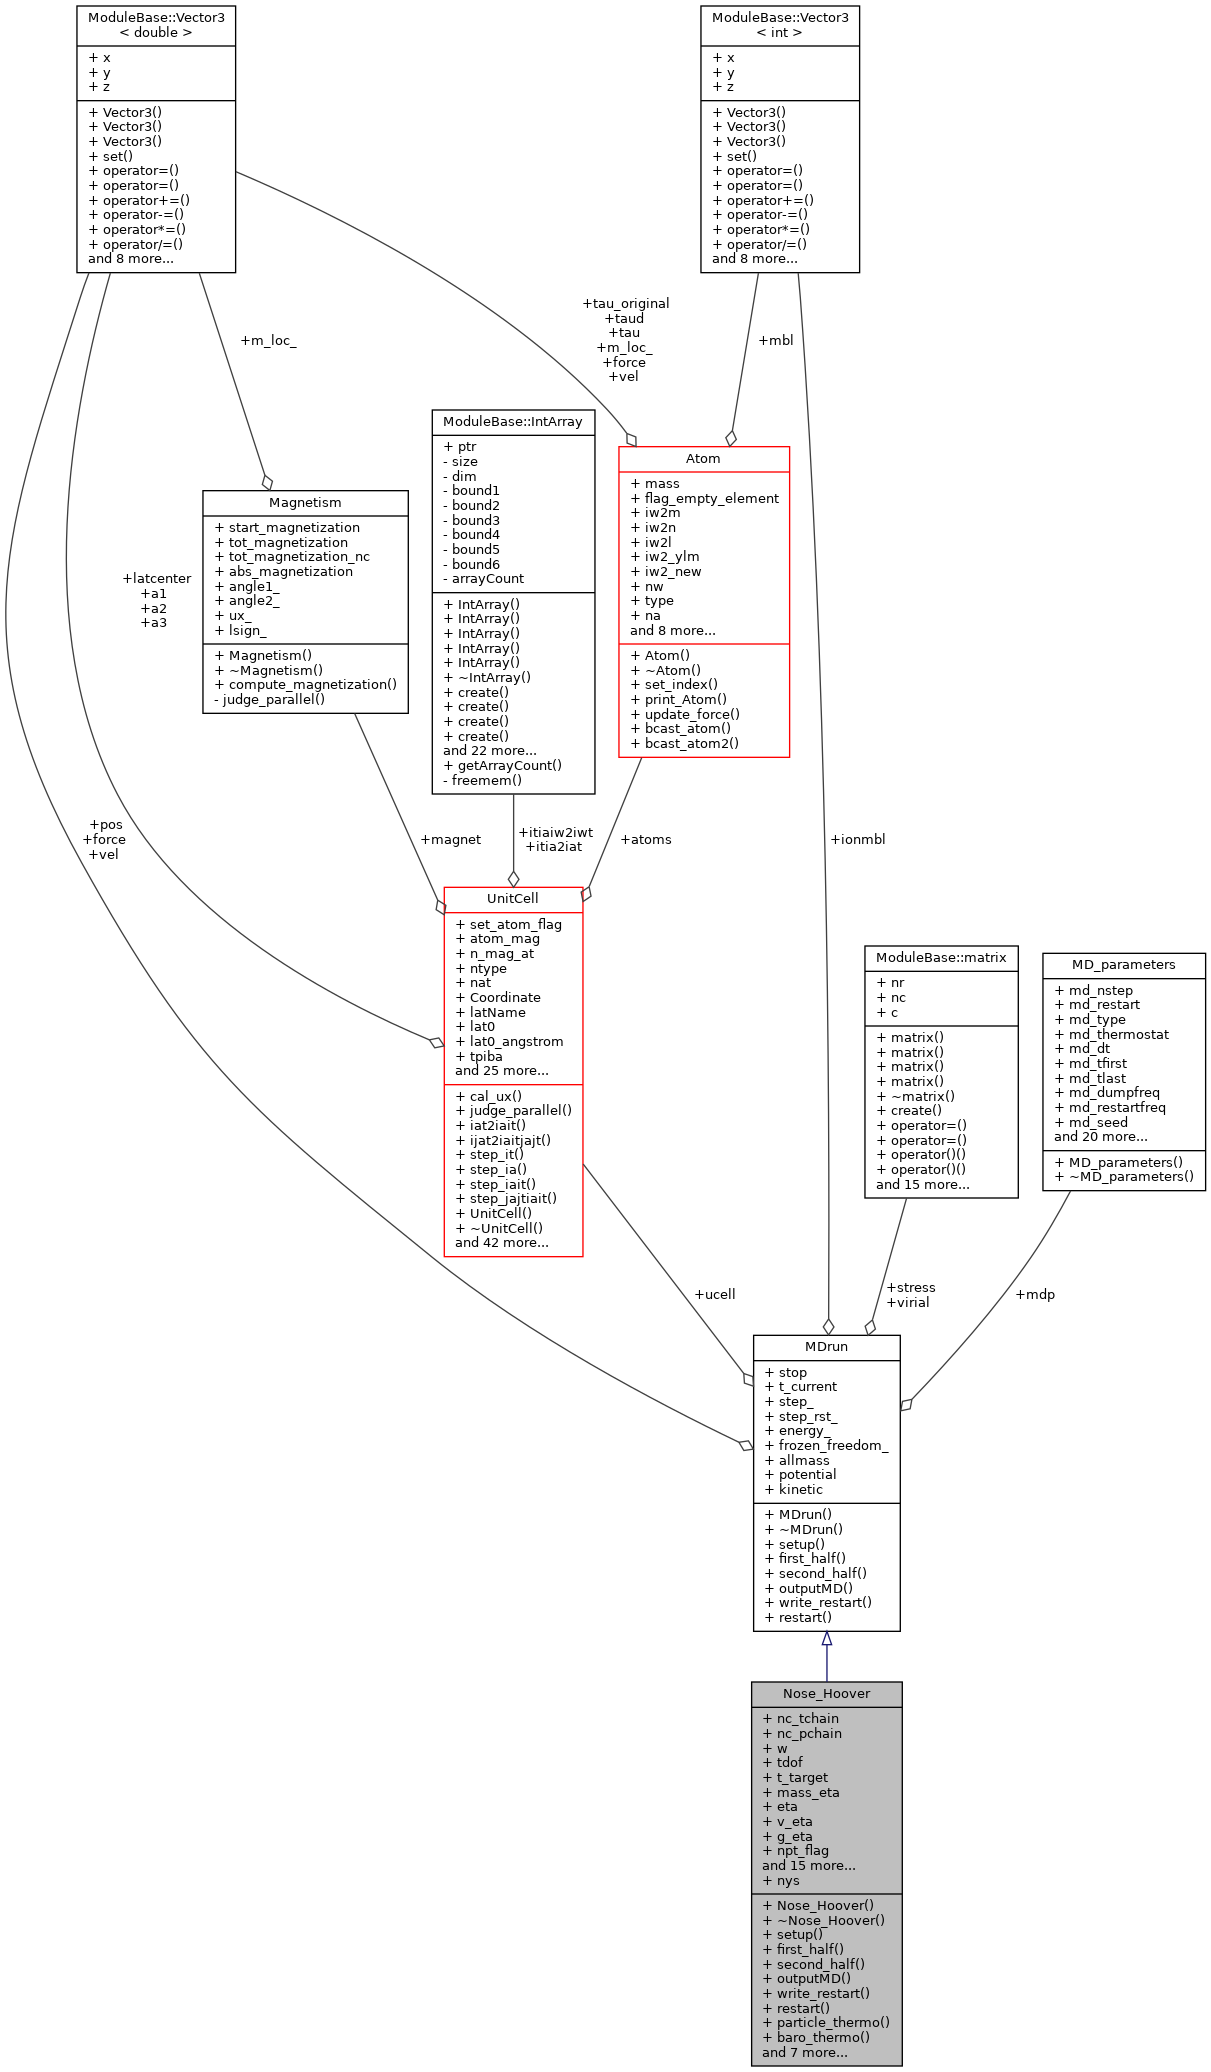 ModuleBase::Vector3
< double >
+ x
+ y
+ z
+ Vector3()
+ Vector3()
+ Vector3()
+ set()
+ operator=()
+ operator=()
+ operator+=()
+ operator-=()
+ operator*=()
+ operator/=()
and 8 more...
ModuleBase::Vector3
< int >
+ x
+ y
+ z
+ Vector3()
+ Vector3()
+ Vector3()
+ set()
+ operator=()
+ operator=()
+ operator+=()
+ operator-=()
+ operator*=()
+ operator/=()
and 8 more...
+tau_original
+taud
+tau
+m_loc_
+force
+vel
+m_loc_
+mbl
ModuleBase::IntArray
+ ptr
- size
- dim
- bound1
- bound2
- bound3
- bound4
- bound5
- bound6
- arrayCount
+ IntArray()
+ IntArray()
+ IntArray()
+ IntArray()
+ IntArray()
+ ~IntArray()
+ create()
+ create()
+ create()
+ create()
and 22 more...
+ getArrayCount()
- freemem()
Atom
+ mass
+ flag_empty_element
+ iw2m
+ iw2n
+ iw2l
+ iw2_ylm
+ iw2_new
+ nw
+ type
+ na
and 8 more...
+ Atom()
+ ~Atom()
+ set_index()
+ print_Atom()
+ update_force()
+ bcast_atom()
+ bcast_atom2()
Magnetism
+ start_magnetization
+ tot_magnetization
+ tot_magnetization_nc
+ abs_magnetization
+ angle1_
+ angle2_
+ ux_
+ lsign_
+ Magnetism()
+ ~Magnetism()
+ compute_magnetization()
- judge_parallel()
+latcenter
+a1
+a2
+a3
+pos
+force
+vel
+magnet
+itiaiw2iwt
+itia2iat
+atoms
+ionmbl
UnitCell
+ set_atom_flag
+ atom_mag
+ n_mag_at
+ ntype
+ nat
+ Coordinate
+ latName
+ lat0
+ lat0_angstrom
+ tpiba
and 25 more...
+ cal_ux()
+ judge_parallel()
+ iat2iait()
+ ijat2iaitjajt()
+ step_it()
+ step_ia()
+ step_iait()
+ step_jajtiait()
+ UnitCell()
+ ~UnitCell()
and 42 more...
ModuleBase::matrix
+ nr
+ nc
+ c
+ matrix()
+ matrix()
+ matrix()
+ matrix()
+ ~matrix()
+ create()
+ operator=()
+ operator=()
+ operator()()
+ operator()()
and 15 more...
MD_parameters
+ md_nstep
+ md_restart
+ md_type
+ md_thermostat
+ md_dt
+ md_tfirst
+ md_tlast
+ md_dumpfreq
+ md_restartfreq
+ md_seed
and 20 more...
+ MD_parameters()
+ ~MD_parameters()
+ucell
+stress
+virial
+mdp
MDrun
+ stop
+ t_current
+ step_
+ step_rst_
+ energy_
+ frozen_freedom_
+ allmass
+ potential
+ kinetic
+ MDrun()
+ ~MDrun()
+ setup()
+ first_half()
+ second_half()
+ outputMD()
+ write_restart()
+ restart()
Nose_Hoover
+ nc_tchain
+ nc_pchain
+ w
+ tdof
+ t_target
+ mass_eta
+ eta
+ v_eta
+ g_eta
+ npt_flag
and 15 more...
+ nys
+ Nose_Hoover()
+ ~Nose_Hoover()
+ setup()
+ first_half()
+ second_half()
+ outputMD()
+ write_restart()
+ restart()
+ particle_thermo()
+ baro_thermo()
and 7 more...